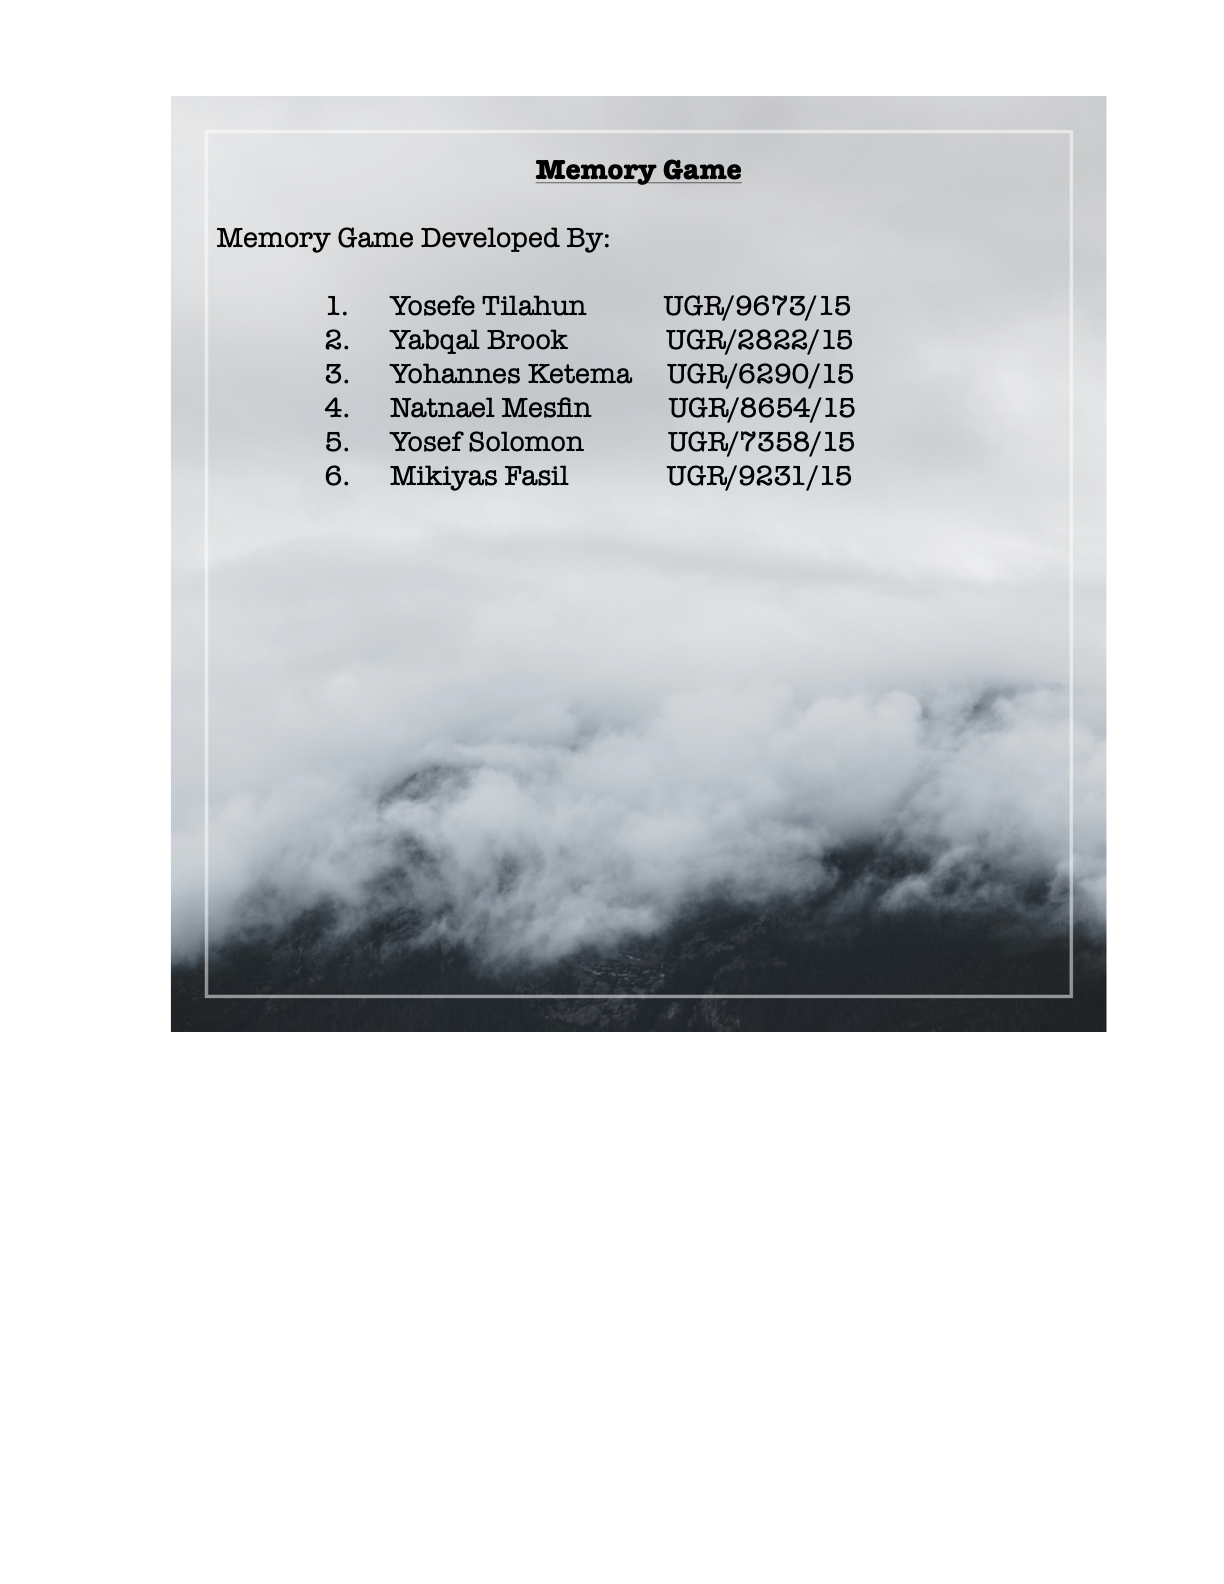 Memory Game
Memory Game Developed By:
1. Yosefe Tilahun UGR/9673/15
2. Yabqal Brook UGR/2822/15
3. Yohannes Ketema UGR/6290/15
4. Natnael Mesfin UGR/8654/15
5. Yosef Solomon UGR/7358/15
6. Mikiyas Fasil UGR/9231/15